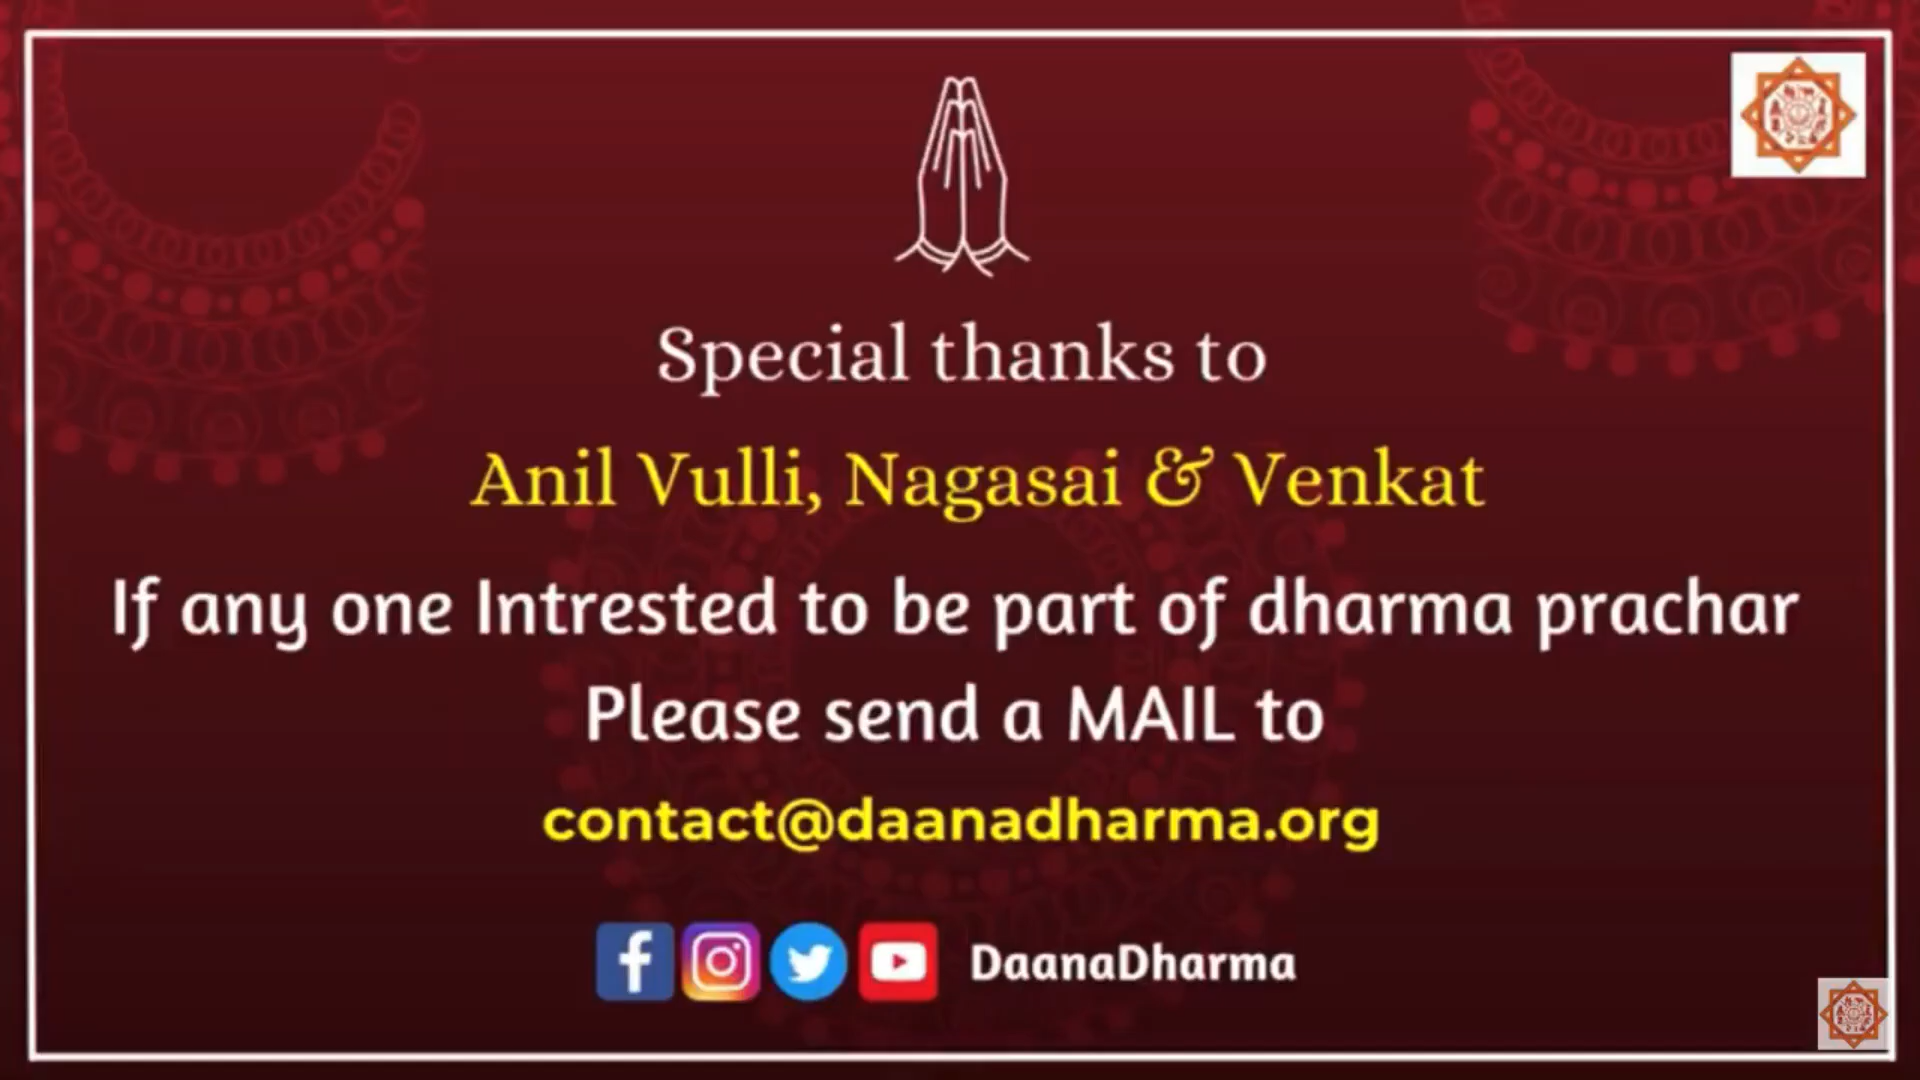 Special thanks to
Anil Vulli, Nagasai & Venkat
If any one Intrested to be part of dharma prachar
Please send a MAIL to
contact@daanadharma.org
DaanaDharma